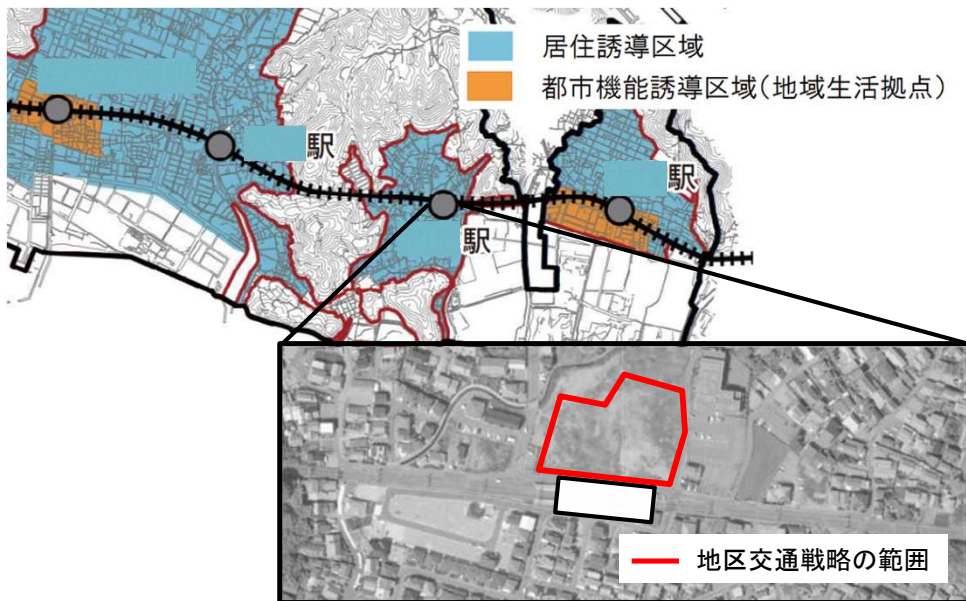 居住誘導区域
都市機能誘導区域(地域生活拠点)
駅
駅
駅
地区交通戦略の範囲